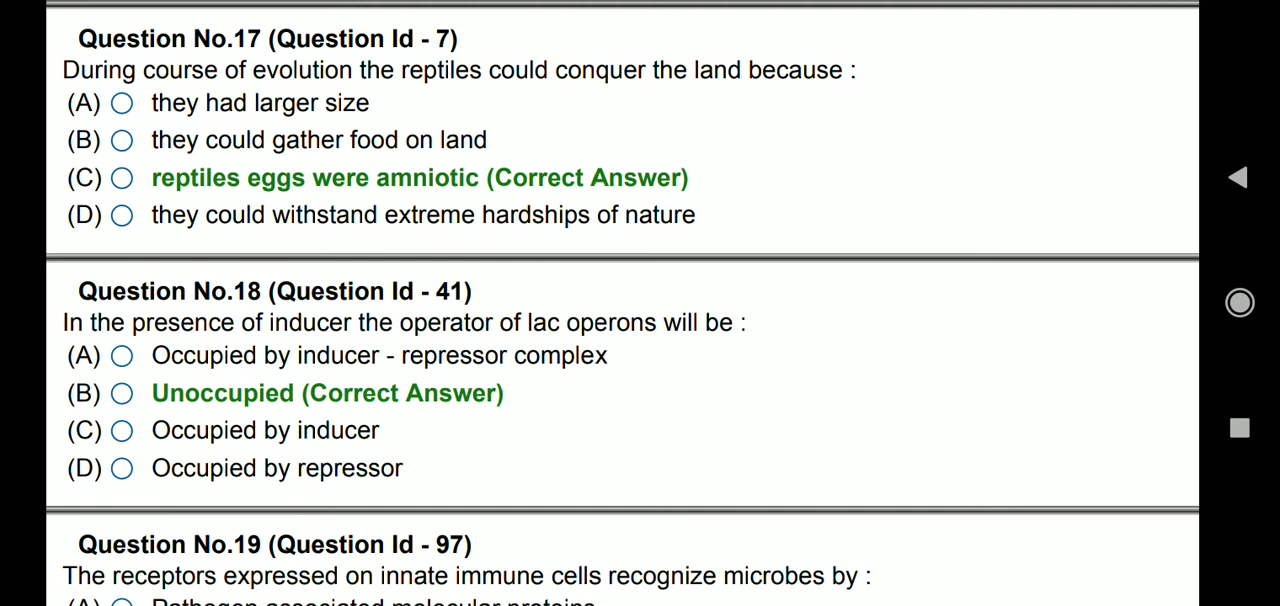 Question No.17 (Question Id - 7)
During course of evolution the reptiles could conquer the land because :
(A) they had larger size
(B) they could gather food on land
(C) reptiles eggs were amniotic (Correct Answer)
(D) they could withstand extreme hardships of nature
Question No.18 (Question Id - 41)
In the presence of inducer the operator of lac operons will be :
(A) Occupied by inducer - repressor complex
(B) Unoccupied (Correct Answer)
(C) Occupied by inducer
(D) Occupied by repressor
Question No.19 (Question Id - 97)
The receptors expressed on innate immune cells recognize microbes by :
(A) Pathogen associated molecular proteins